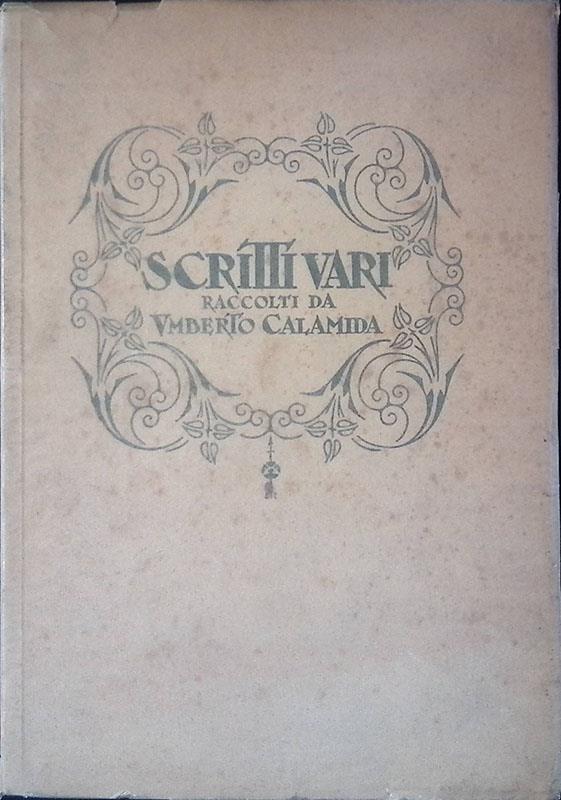 SCRITTI VARI
RACCOLTI DA
VMBERTO CALAMIDA